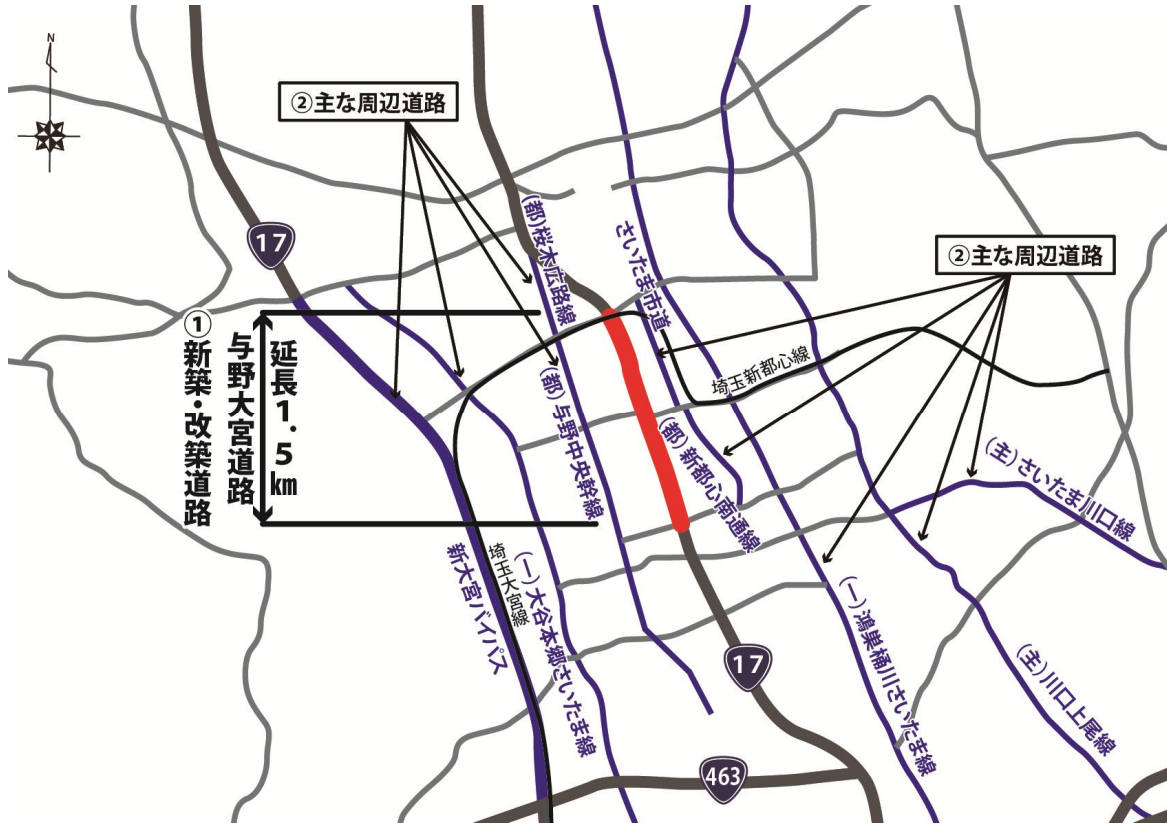 N
②主な周辺道路
17
(都)桜木広路線
さいたま市道
②主な周辺道路
①新築・改築道路
与野大宮道路
延長1.5km
埼玉新都心線
(都)与野中央幹線
(都)新都心南通線
(主)さいたま川口線
新大宮バイパス
埼玉大宮線
(一)大谷本郷さいたま線
17
(一)鴻巣桶川さいたま線
(主)川口上尾線
463